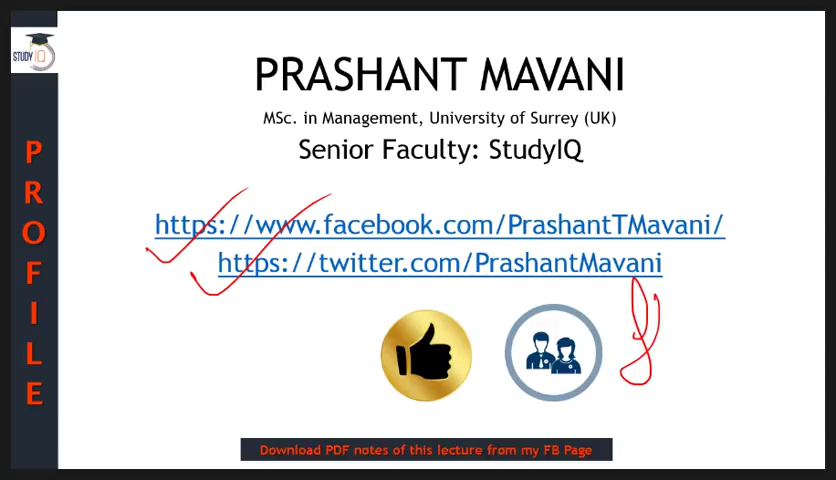 STUDY IQ
PROFILE
PRASHANT MAVANI
MSc. in Management, University of Surrey (UK)
Senior Faculty: StudyIQ
https://www.facebook.com/PrashantTMavani/
https://twitter.com/PrashantMavani
Download PDF notes of this lecture from my FB Page